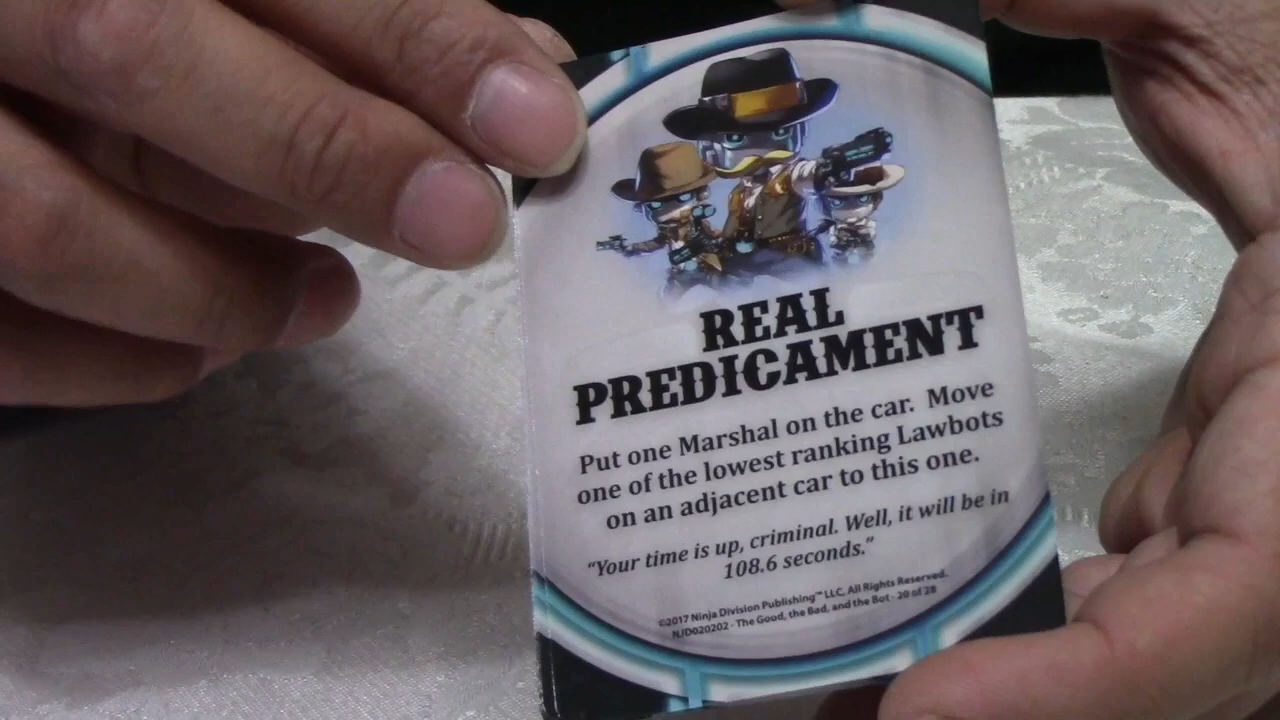 REAL
PREDICAMENT
Put one Marshal on the car. Move
one of the lowest ranking Lawbots
on an adjacent car to this one.
“Your time is up, criminal. Well, it will be in
108.6 seconds.”
©2017 Ninja Division Publishing™ LLC, All Rights Reserved.
NJD020202 - The Good, the Bad, and the Bot - 20 of 28